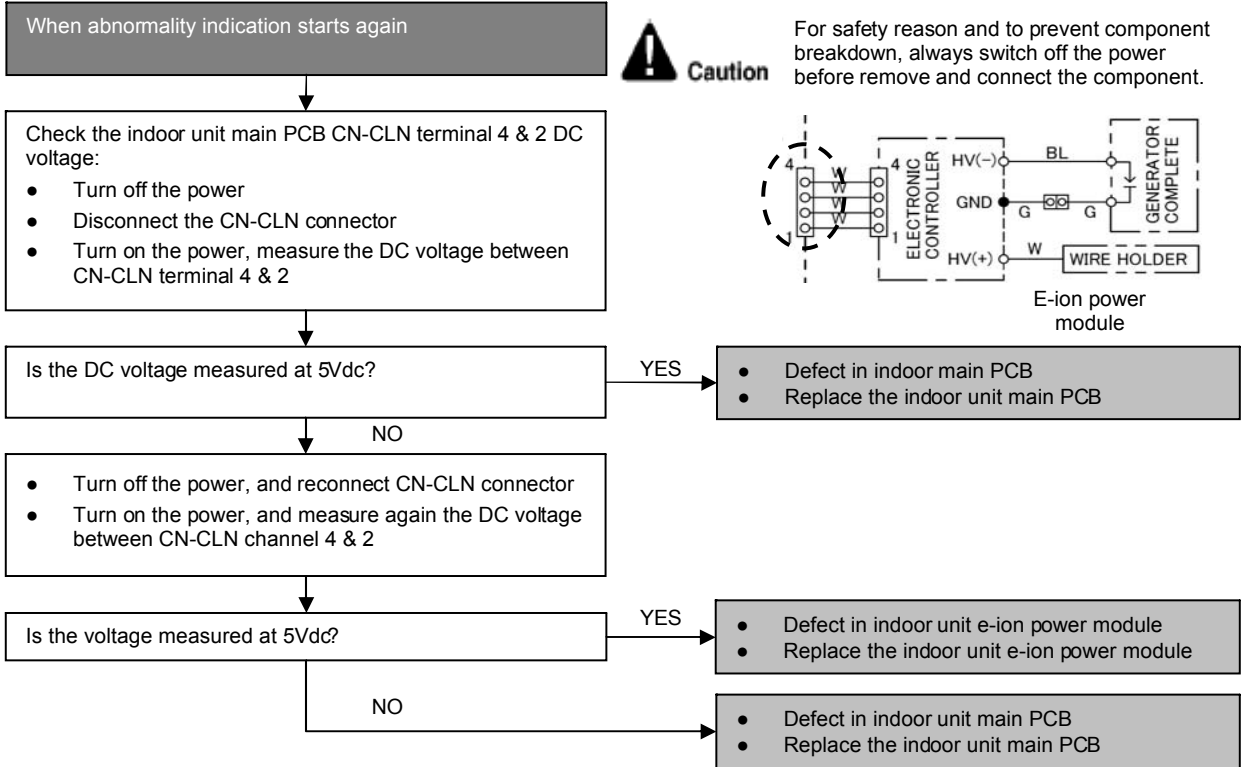 When abnormality indication starts again
Caution
For safety reason and to prevent component
breakdown, always switch off the power
before remove and connect the component.
Check the indoor unit main PCB CN-CLN terminal 4 & 2 DC
voltage:
● Turn off the power
● Disconnect the CN-CLN connector
● Turn on the power, measure the DC voltage between
CN-CLN terminal 4 & 2
4
1
W
W
W
W
4
1
ELECTRONIC
CONTROLLER
HV(−)
GND
HV(+)
BL
G
G
W
GENERATOR
COMPLETE
WIRE HOLDER
E-ion power
module
Is the DC voltage measured at 5Vdc?
YES
● Defect in indoor main PCB
● Replace the indoor unit main PCB
NO
● Turn off the power, and reconnect CN-CLN connector
● Turn on the power, and measure again the DC voltage
between CN-CLN channel 4 & 2
Is the voltage measured at 5Vdc?
YES
● Defect in indoor unit e-ion power module
● Replace the indoor unit e-ion power module
NO
● Defect in indoor unit main PCB
● Replace the indoor unit main PCB